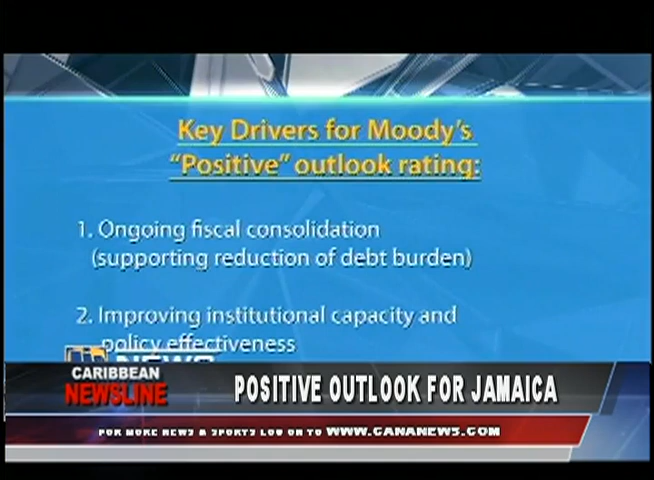 Key Drivers for Moody's
"Positive" outlook rating:
1. Ongoing fiscal consolidation
(supporting reduction of debt burden)
2. Improving institutional capacity and
policy effectiveness
NEWS
CARIBBEAN
NEWSLINE
POSITIVE OUTLOOK FOR JAMAICA
FOR MORE NEWS & SPORTS LOG ON TO WWW.CANANEWS.COM